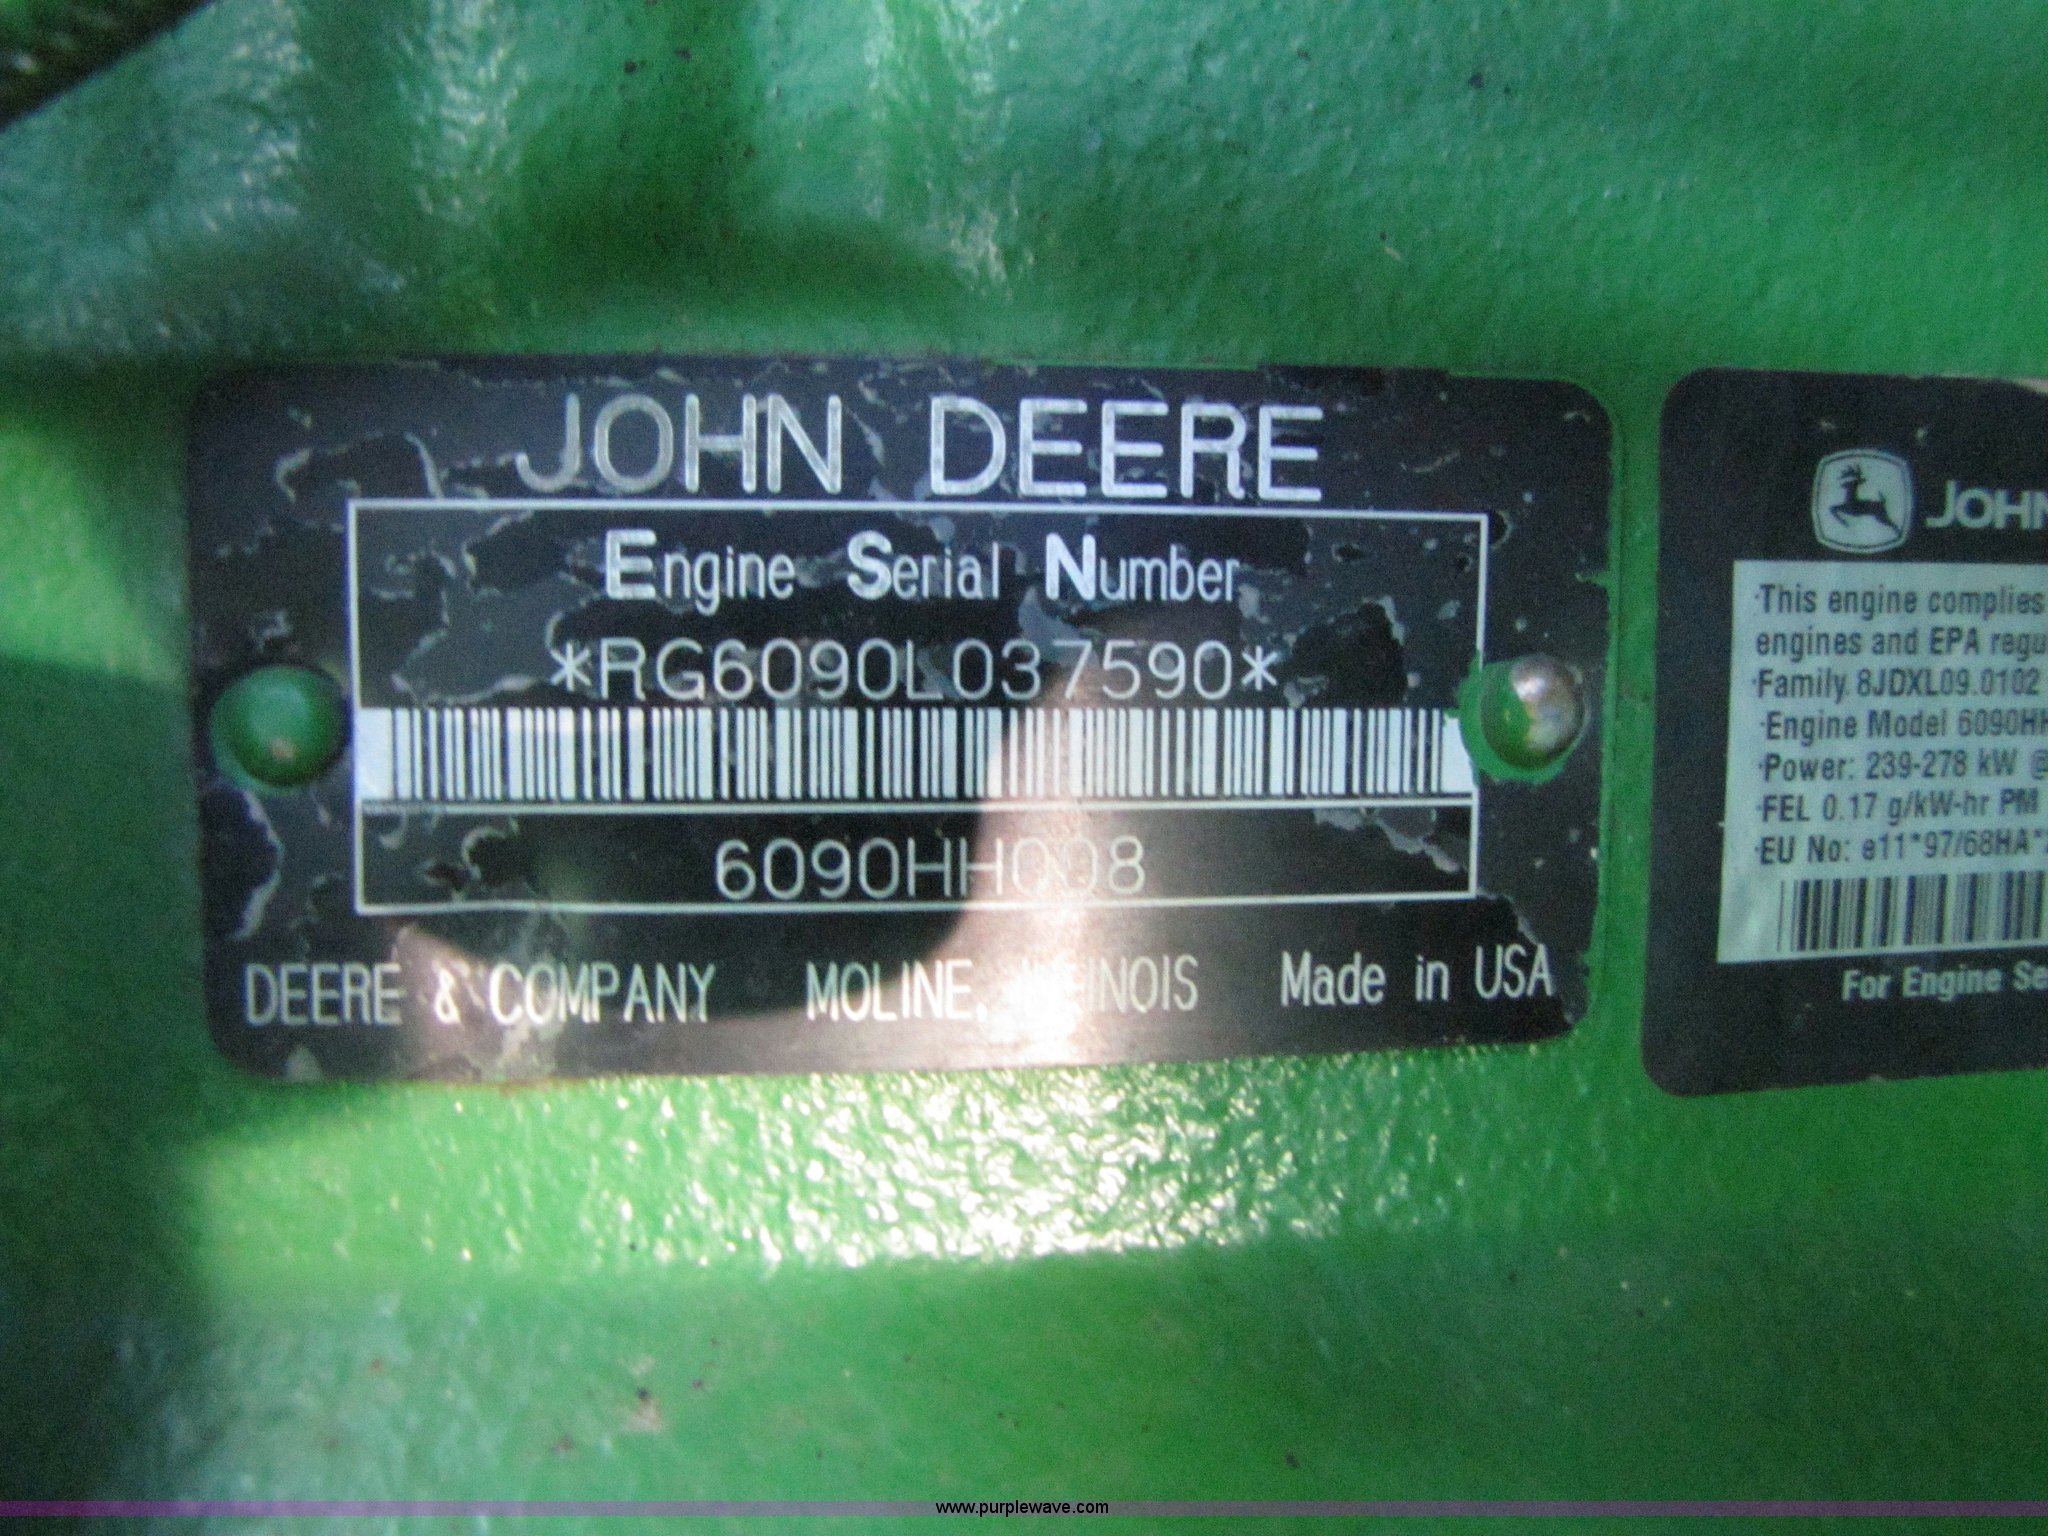 JOHN DEERE
Engine Serial Number
*RG6090L037590*
6090HH008
DEERE & COMPANY MOLINE, ILLINOIS Made in USA
JOHN
This engine complies
engines and EPA regu
Family 8JDXL09.0102
Engine Model 6090HH
Power: 239-278 kW @
FEL 0.17 g/kW-hr PM
EU No: e11*97/68HA*
For Engine Se
www.purplewave.com